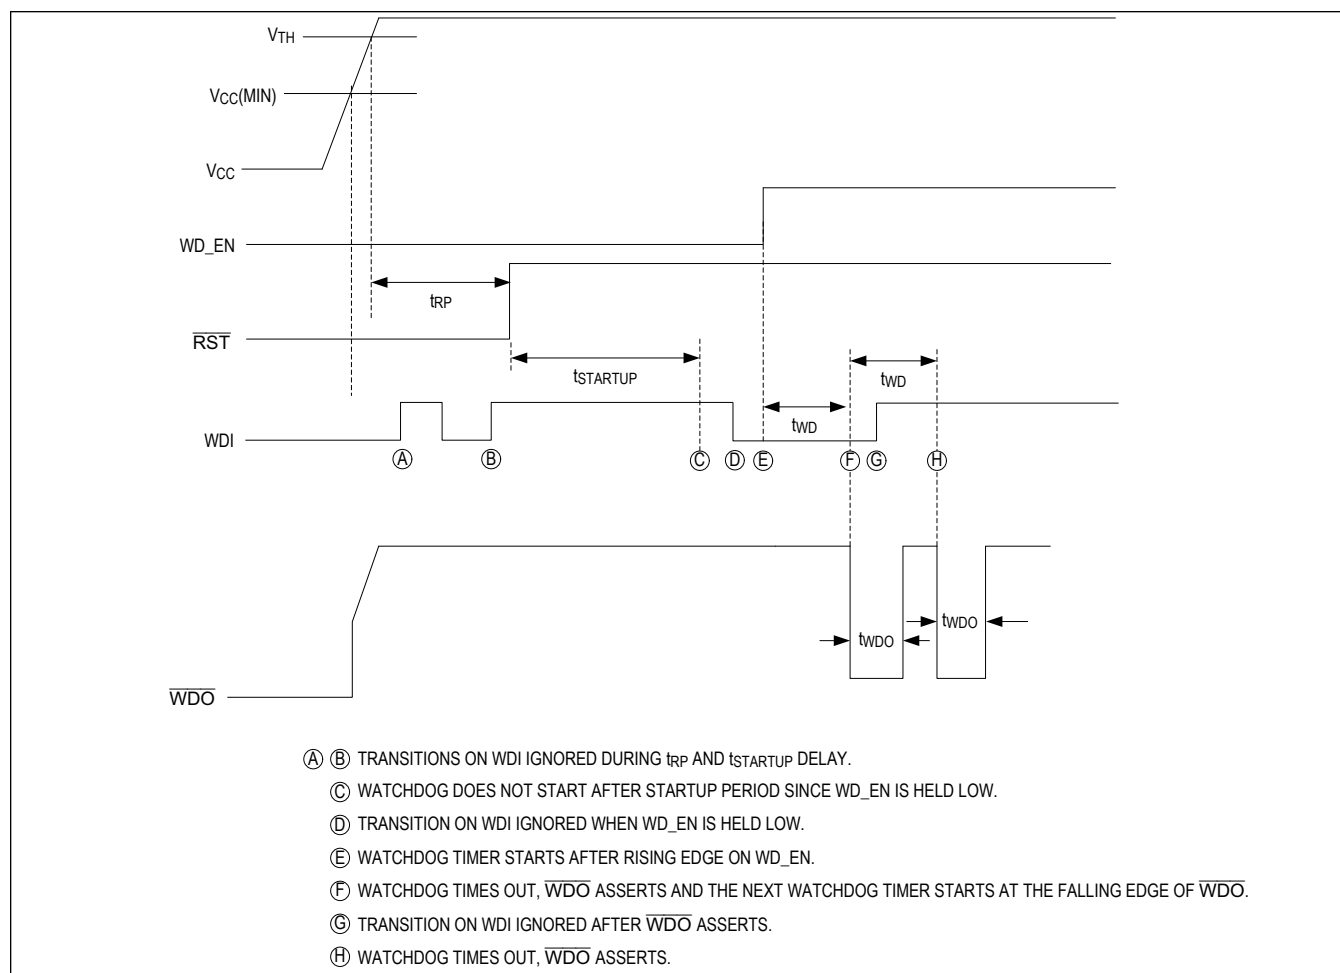 VTH
VCC(MIN)
VCC
WD_EN
tRP
RST
tSTARTUP
tWD
tWD
WDI
A B C D E F G H
tWDO
tWDO
WDO
A B TRANSITIONS ON WDI IGNORED DURING tRP AND tSTARTUP DELAY.
C WATCHDOG DOES NOT START AFTER STARTUP PERIOD SINCE WD_EN IS HELD LOW.
D TRANSITION ON WDI IGNORED WHEN WD_EN IS HELD LOW.
E WATCHDOG TIMER STARTS AFTER RISING EDGE ON WD_EN.
F WATCHDOG TIMES OUT, WDO ASSERTS AND THE NEXT WATCHDOG TIMER STARTS AT THE FALLING EDGE OF WDO.
G TRANSITION ON WDI IGNORED AFTER WDO ASSERTS.
H WATCHDOG TIMES OUT, WDO ASSERTS.